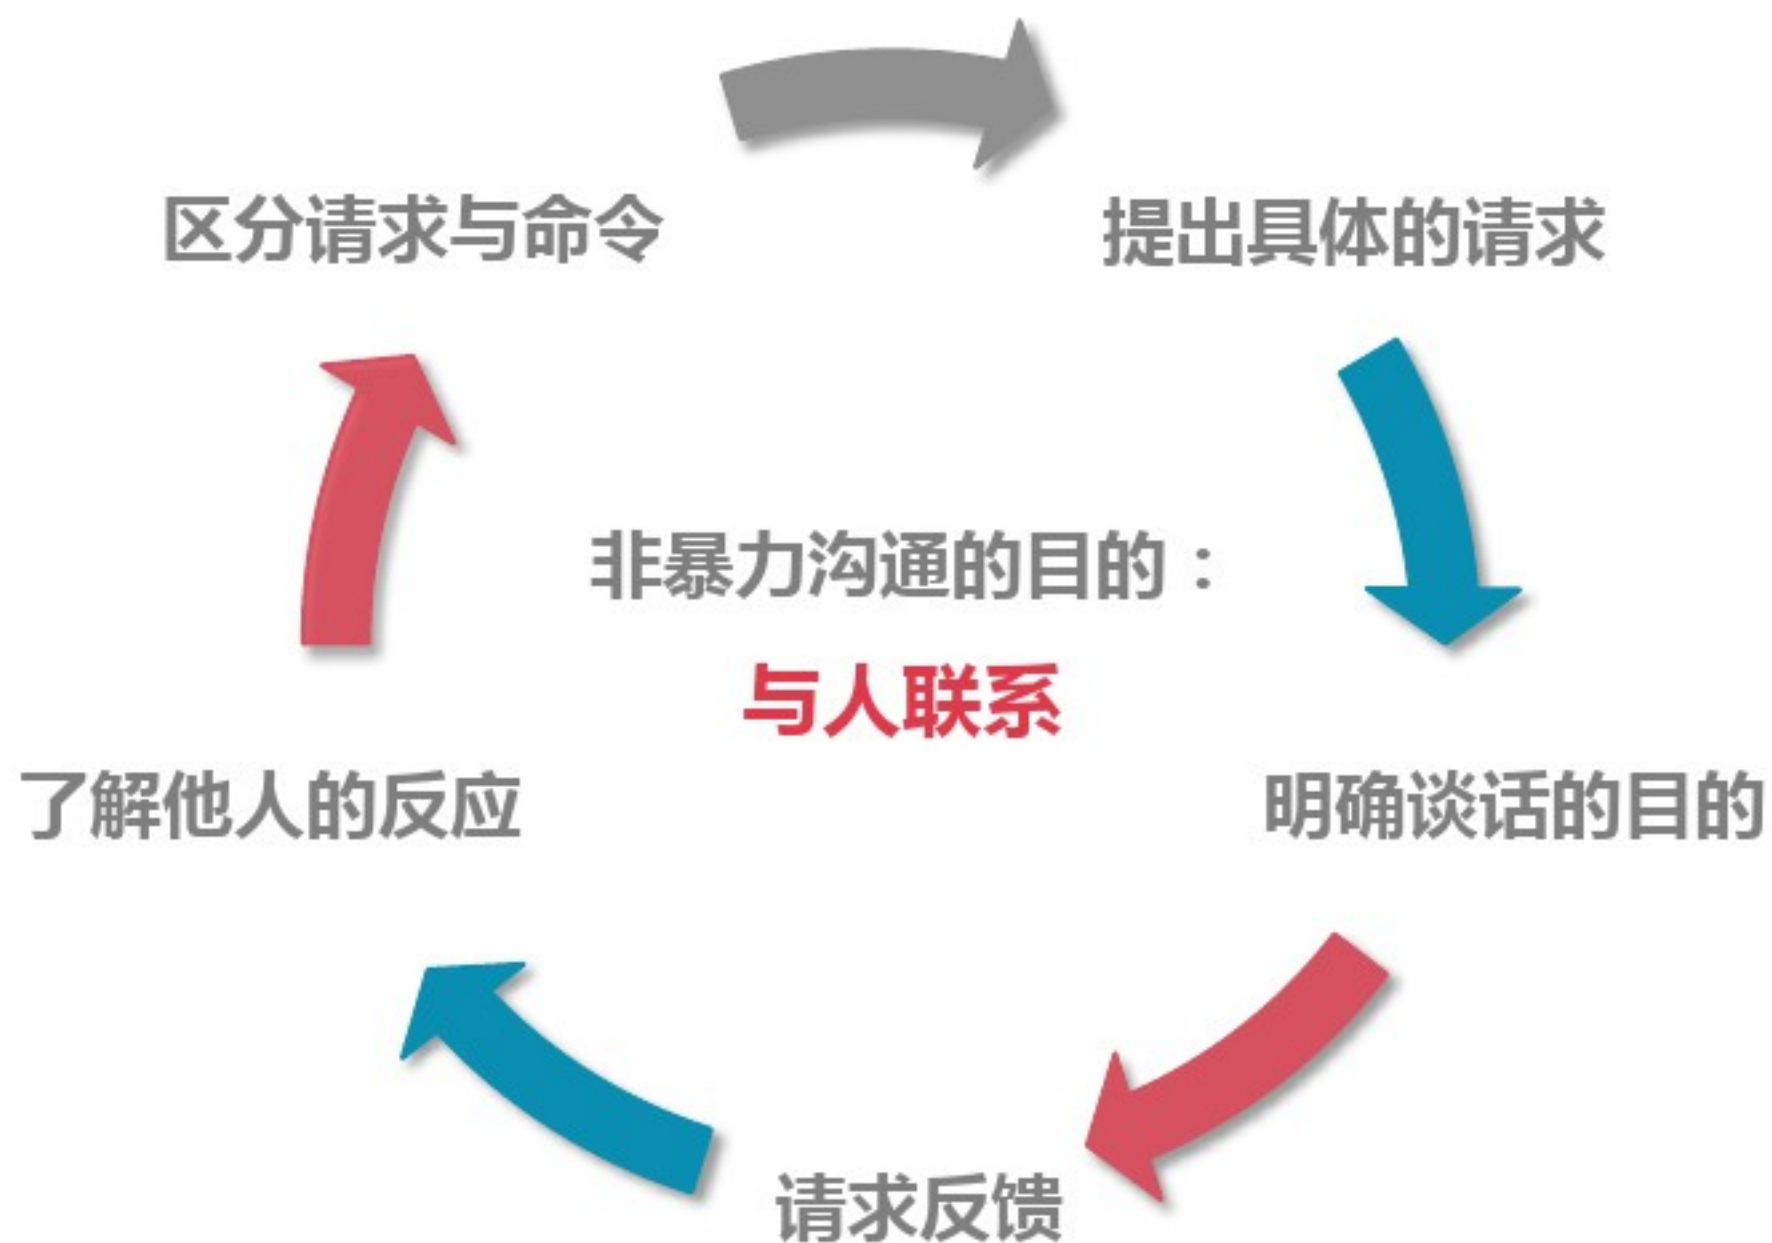 区分请求与命令
提出具体的请求
非暴力沟通的目的：
与人联系
了解他人的反应
明确谈话的目的
请求反馈